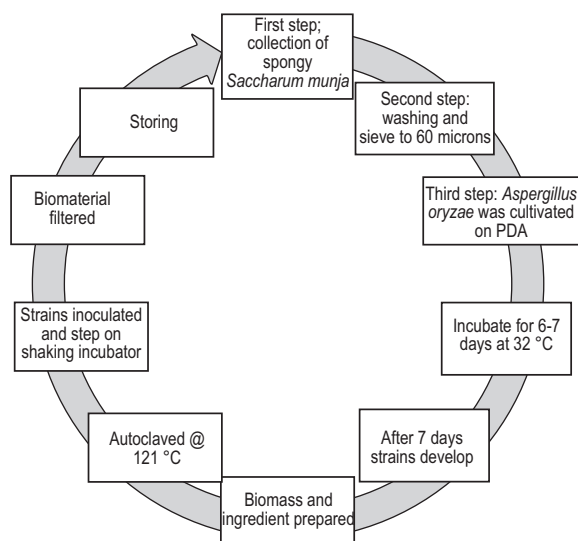 First step;
collection of
spongy
Saccharum munja
Second step:
washing and
sieve to 60 microns
Third step: Aspergillus
oryzae was cultivated
on PDA
Incubate for 6-7
days at 32 °C
After 7 days
strains develop
Biomass and
ingredient prepared
Autoclaved @
121 °C
Strains inoculated
and step on
shaking incubator
Biomaterial
filtered
Storing